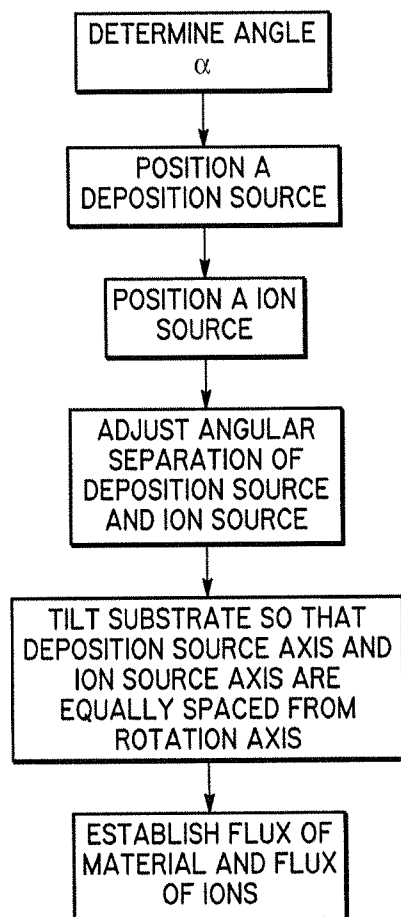 DETERMINE ANGLE
α
POSITION A
DEPOSITION SOURCE
POSITION A ION
SOURCE
ADJUST ANGULAR
SEPARATION OF
DEPOSITION SOURCE
AND ION SOURCE
TILT SUBSTRATE SO THAT
DEPOSITION SOURCE AXIS AND
ION SOURCE AXIS ARE
EQUALLY SPACED FROM
ROTATION AXIS
ESTABLISH FLUX OF
MATERIAL AND FLUX
OF IONS